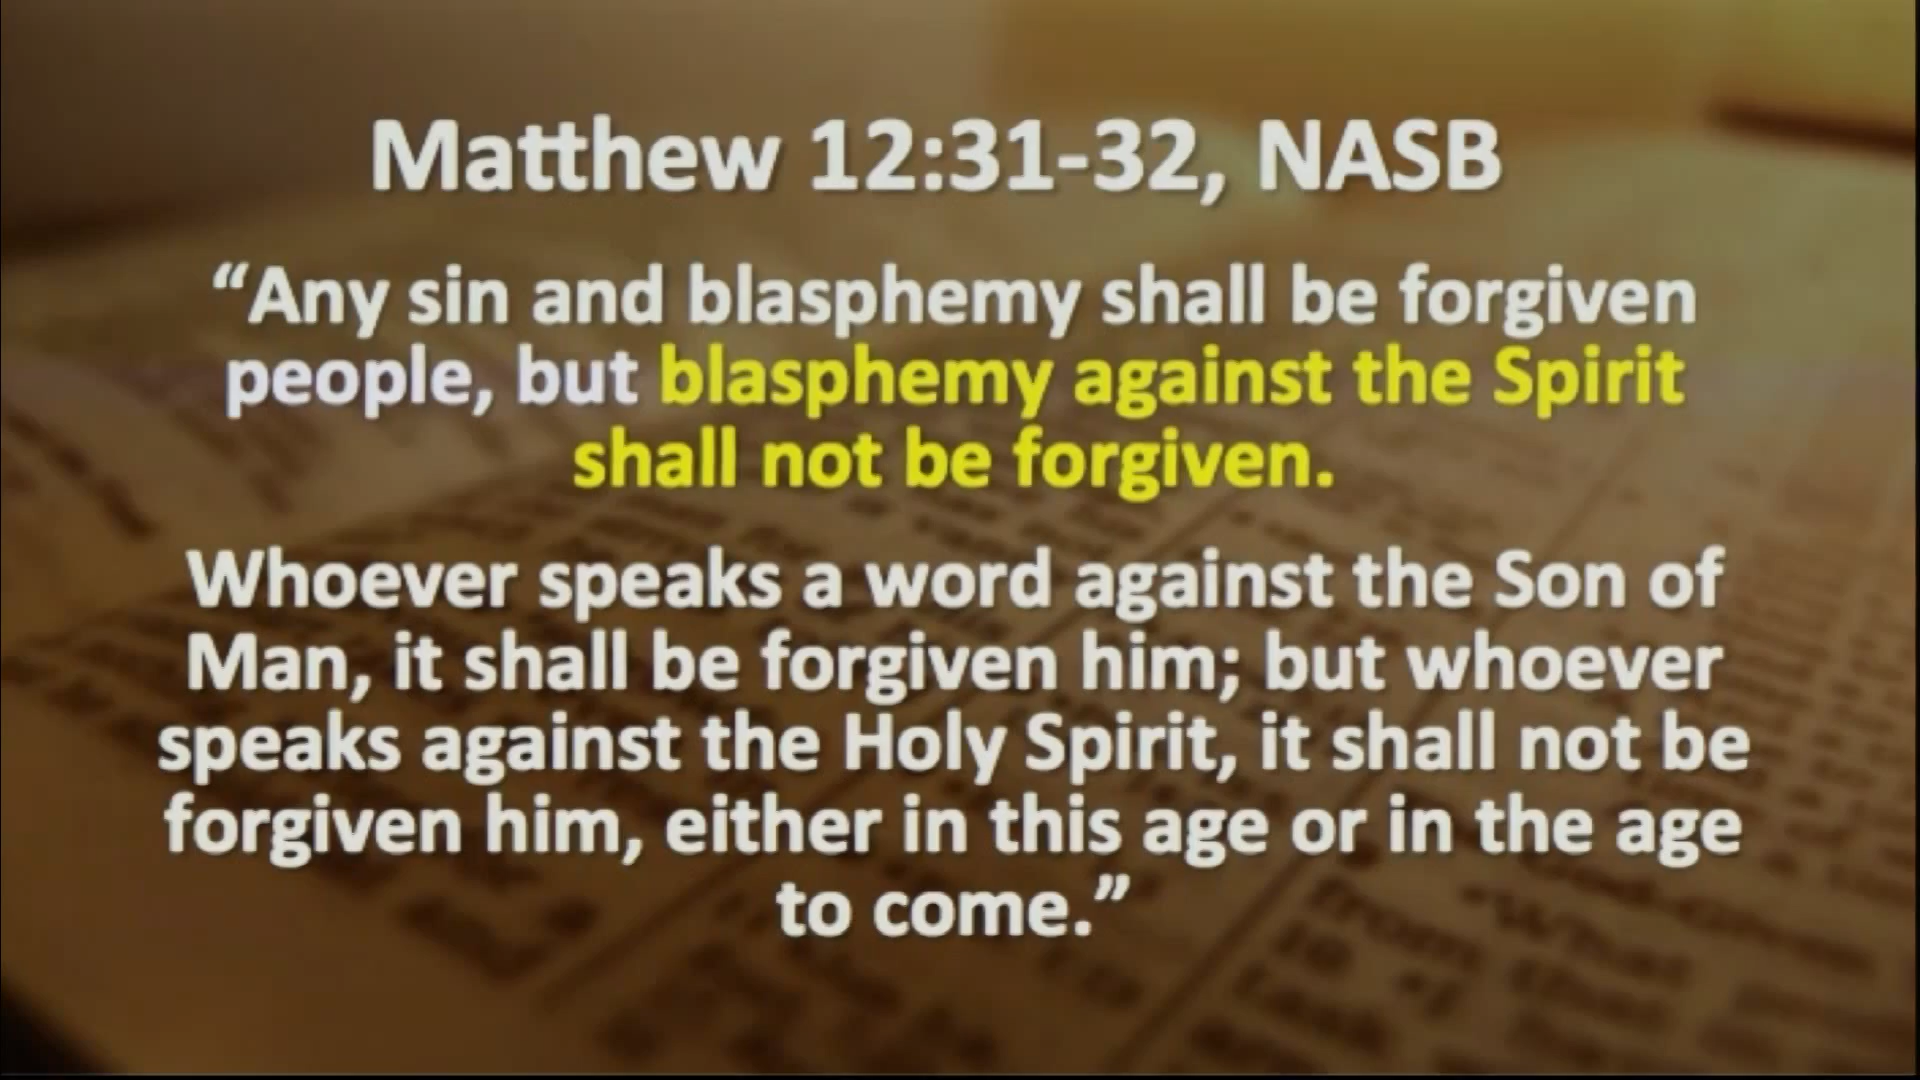 Matthew 12:31-32, NASB
“Any sin and blasphemy shall be forgiven
people, but blasphemy against the Spirit
shall not be forgiven.
Whoever speaks a word against the Son of
Man, it shall be forgiven him; but whoever
speaks against the Holy Spirit, it shall not be
forgiven him, either in this age or in the age
to come.”